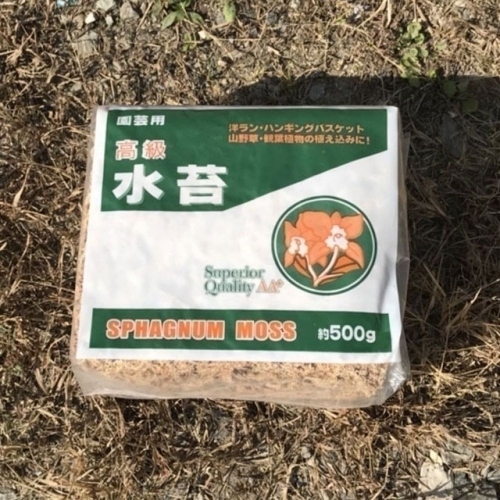 園芸用
洋ラン・ハンギングバスケット
山野草・観葉植物の植え込みに!
高級
水苔
Superior
Quality AA®
SPHAGNUM MOSS 約500g